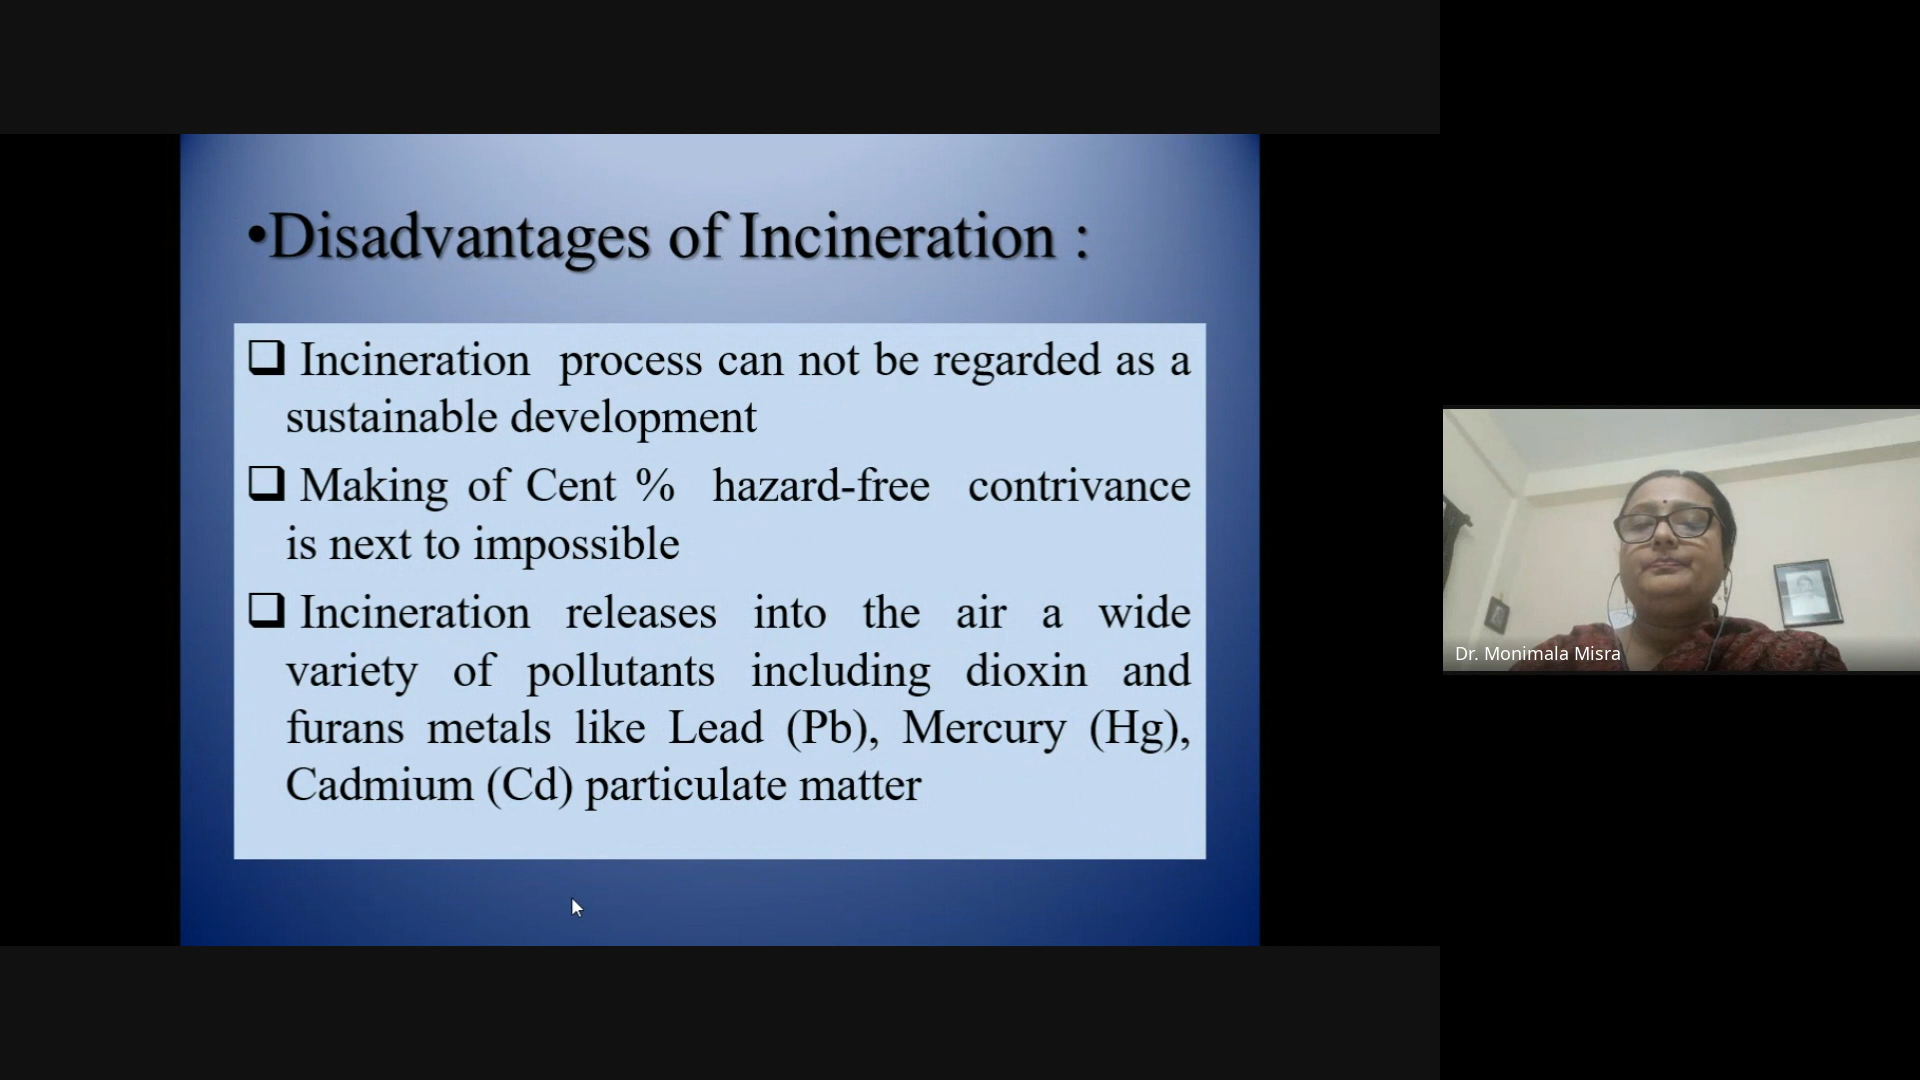 •Disadvantages of Incineration :
❑ Incineration process can not be regarded as a
sustainable development
❑ Making of Cent % hazard-free contrivance
is next to impossible
❑ Incineration releases into the air a wide
variety of pollutants including dioxin and
furans metals like Lead (Pb), Mercury (Hg),
Cadmium (Cd) particulate matter
Dr. Monimala Misra